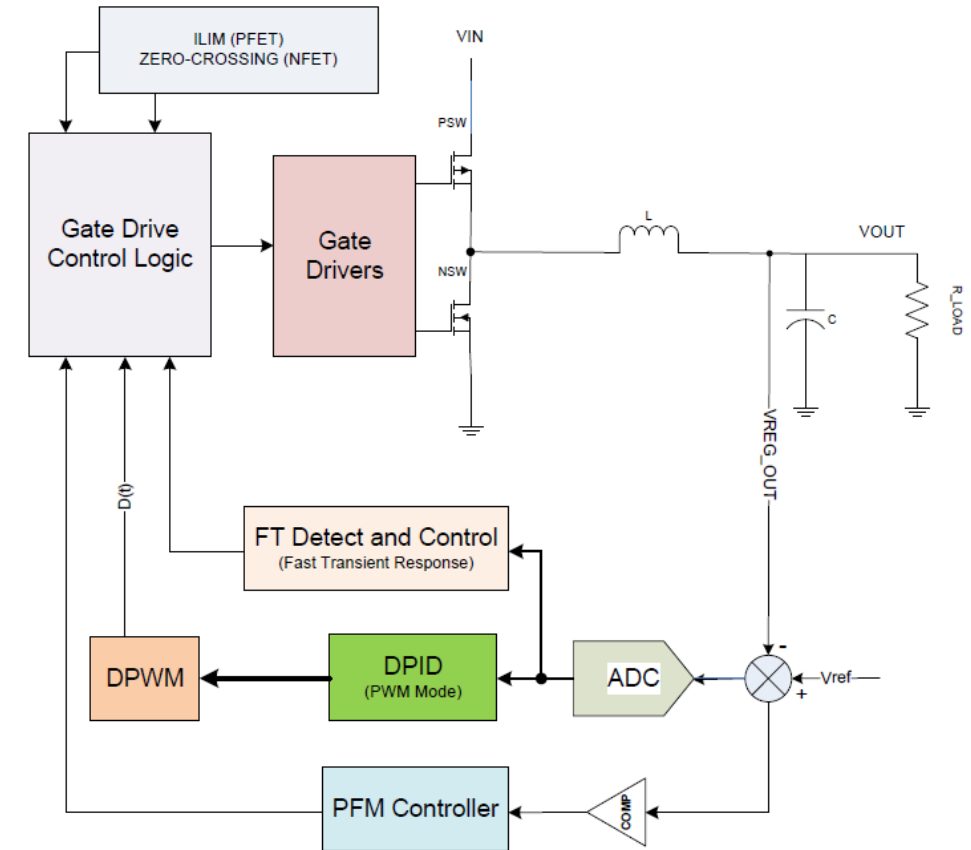 ILIM (PFET)
ZERO-CROSSING (NFET)
VIN
PSW
Gate Drive
Control Logic
Gate
Drivers
L
VOUT
NSW
C
R_LOAD
VREG_OUT
D(t)
FT Detect and Control
(Fast Transient Response)
-
DPWM
DPID
(PWM Mode)
ADC
Vref
+
PFM Controller
COMP